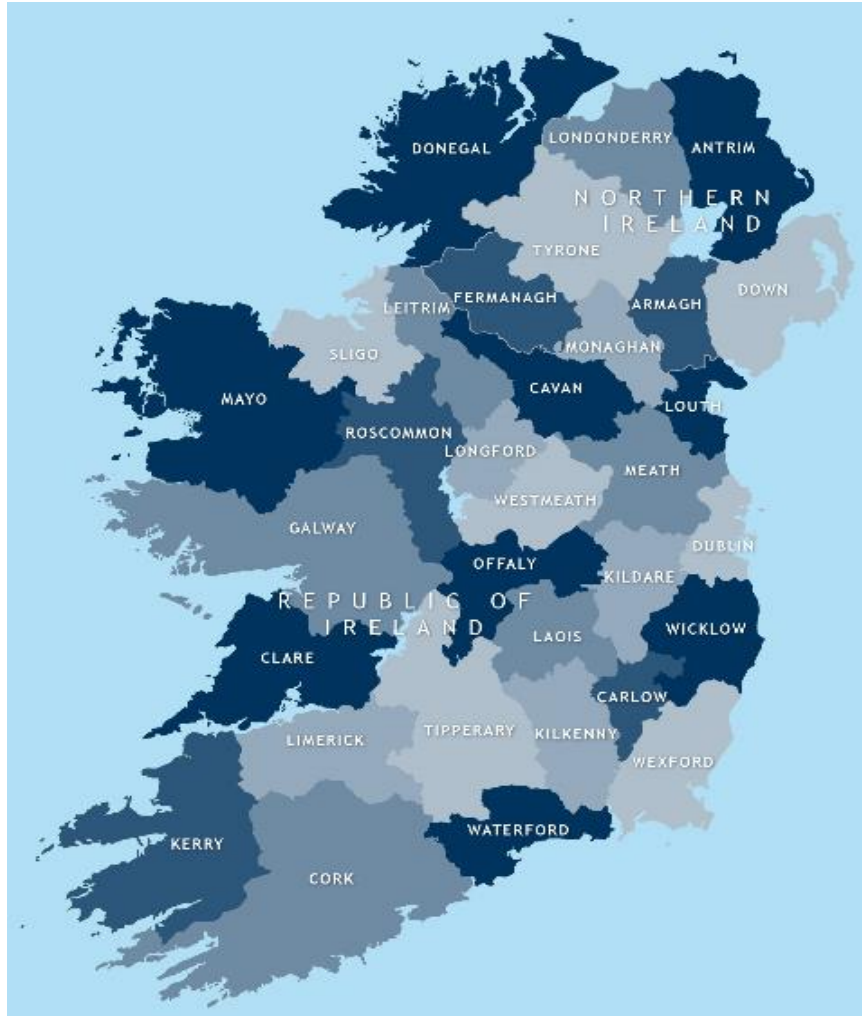 DONEGAL
LONDONDERRY
ANTRIM
NORTHERN
IRELAND
TYRONE
DOWN
FERMANAGH
ARMAGH
LEITRIM
MONAGHAN
SLIGO
CAVAN
MAYO
LOUTH
ROSCOMMON
LONGFORD
MEATH
WESTMEATH
GALWAY
DUBLIN
OFFALY
KILDARE
REPUBLIC OF
IRELAND
WICKLOW
LAOIS
CLARE
CARLOW
TIPPERARY
KILKENNY
LIMERICK
WEXFORD
WATERFORD
KERRY
CORK